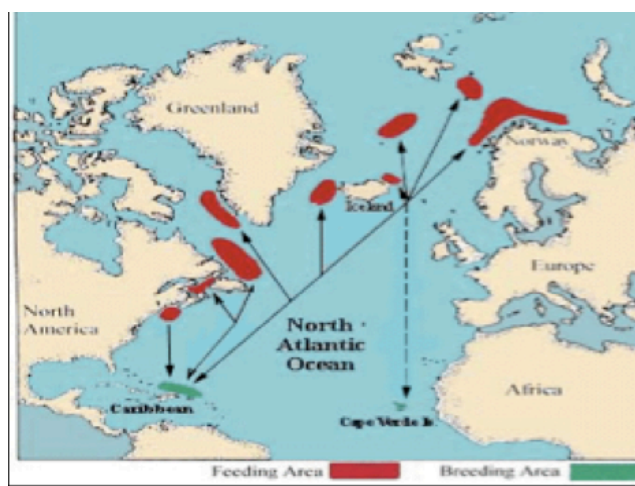 Greenland
Norway
Iceland
North
America
Europe
North
Atlantic
Ocean
Africa
Caribbean
Cape Verde Is.
Feeding Area
Breeding Area